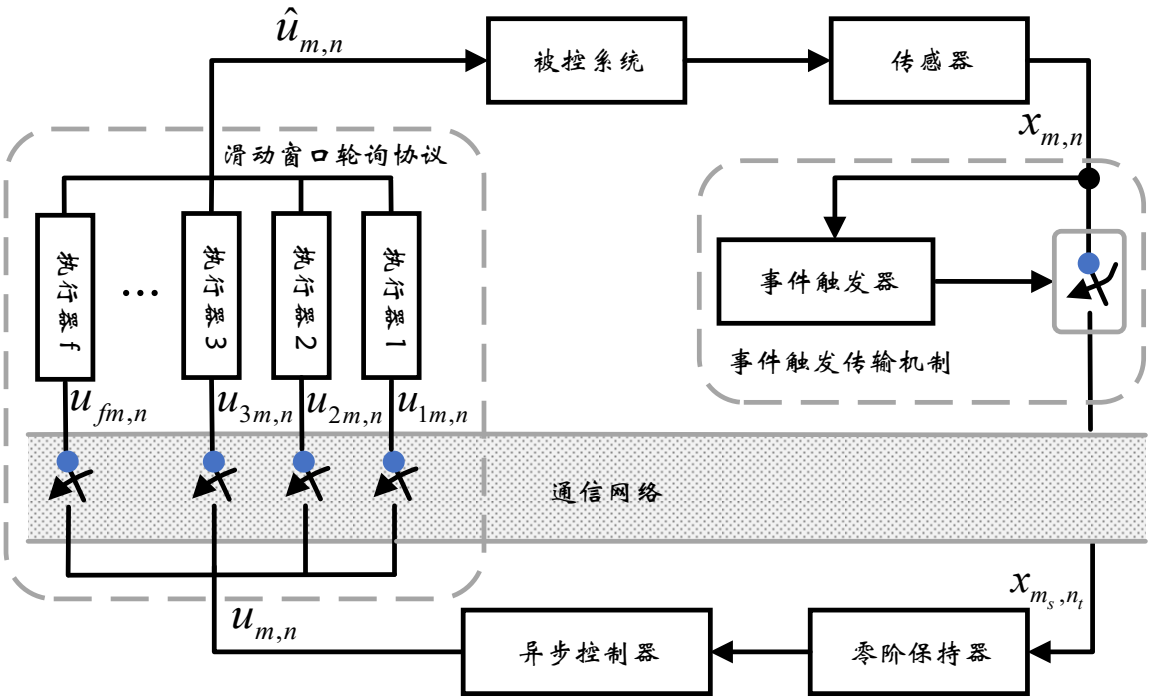 û_{m,n}
被控系统
传感器
x_{m,n}
滑动窗口轮询协议
执行器 f
...
执行器 3
执行器 2
执行器 1
事件触发器
事件触发传输机制
u_{fm,n}
u_{3m,n}
u_{2m,n}
u_{1m,n}
通信网络
x_{m_s,n_t}
u_{m,n}
异步控制器
零阶保持器